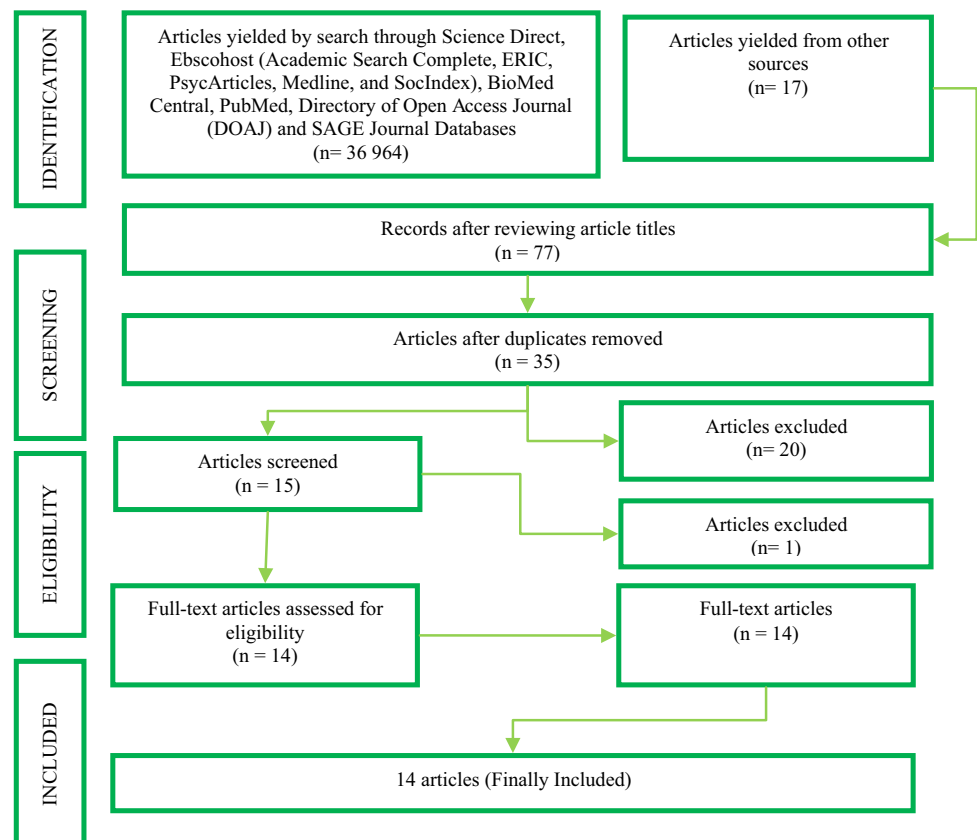 IDENTIFICATION
Articles yielded by search through Science Direct,
Ebscohost (Academic Search Complete, ERIC,
PsycArticles, Medline, and SocIndex), BioMed
Central, PubMed, Directory of Open Access Journal
(DOAJ) and SAGE Journal Databases
(n= 36 964)
Articles yielded from other
sources
(n= 17)
Records after reviewing article titles
(n = 77)
SCREENING
Articles after duplicates removed
(n = 35)
Articles excluded
(n= 20)
Articles screened
(n = 15)
ELIGIBILITY
Articles excluded
(n= 1)
Full-text articles assessed for
eligibility
(n = 14)
Full-text articles
(n = 14)
INCLUDED
14 articles (Finally Included)